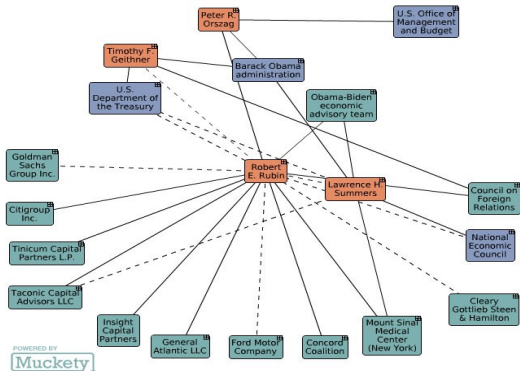 Peter R.
Orszag
U.S. Office of
Management
and Budget
Timothy F.
Geithner
Barack Obama
administration
U.S.
Department of
the Treasury
Obama-Biden
economic
advisory team
Goldman
Sachs
Group Inc.
Robert
E. Rubin
Lawrence H.
Summers
Council on
Foreign
Relations
Citigroup
Inc.
National
Economic
Council
Tinicum Capital
Partners L.P.
Taconic Capital
Advisors LLC
Cleary
Gottlieb Steen
& Hamilton
Insight
Capital
Partners
General
Atlantic LLC
Ford Motor
Company
Concord
Coalition
Mount Sinai
Medical
Center
(New York)
POWERED BY
Muckety